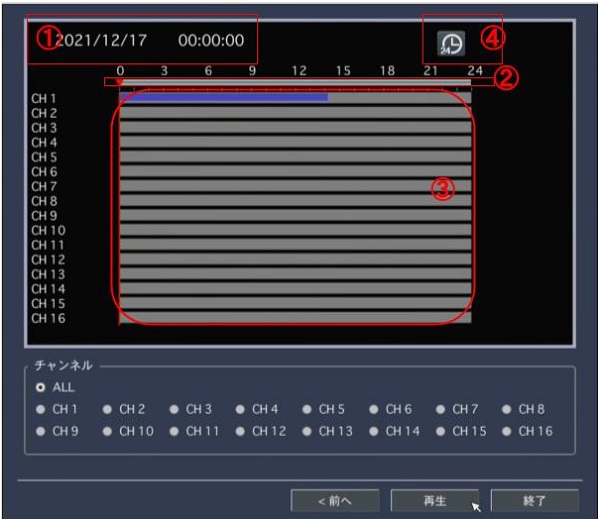 ① 2021/12/17 00:00:00 24 ④
0 3 6 9 12 15 18 21 24 ②
CH 1
CH 2
CH 3
CH 4
CH 5
CH 6
CH 7 ③
CH 8
CH 9
CH 10
CH 11
CH 12
CH 13
CH 14
CH 15
CH 16
チャンネル
ALL
CH 1 CH 2 CH 3 CH 4 CH 5 CH 6 CH 7 CH 8
CH 9 CH 10 CH 11 CH 12 CH 13 CH 14 CH 15 CH 16
<前へ 再生 終了